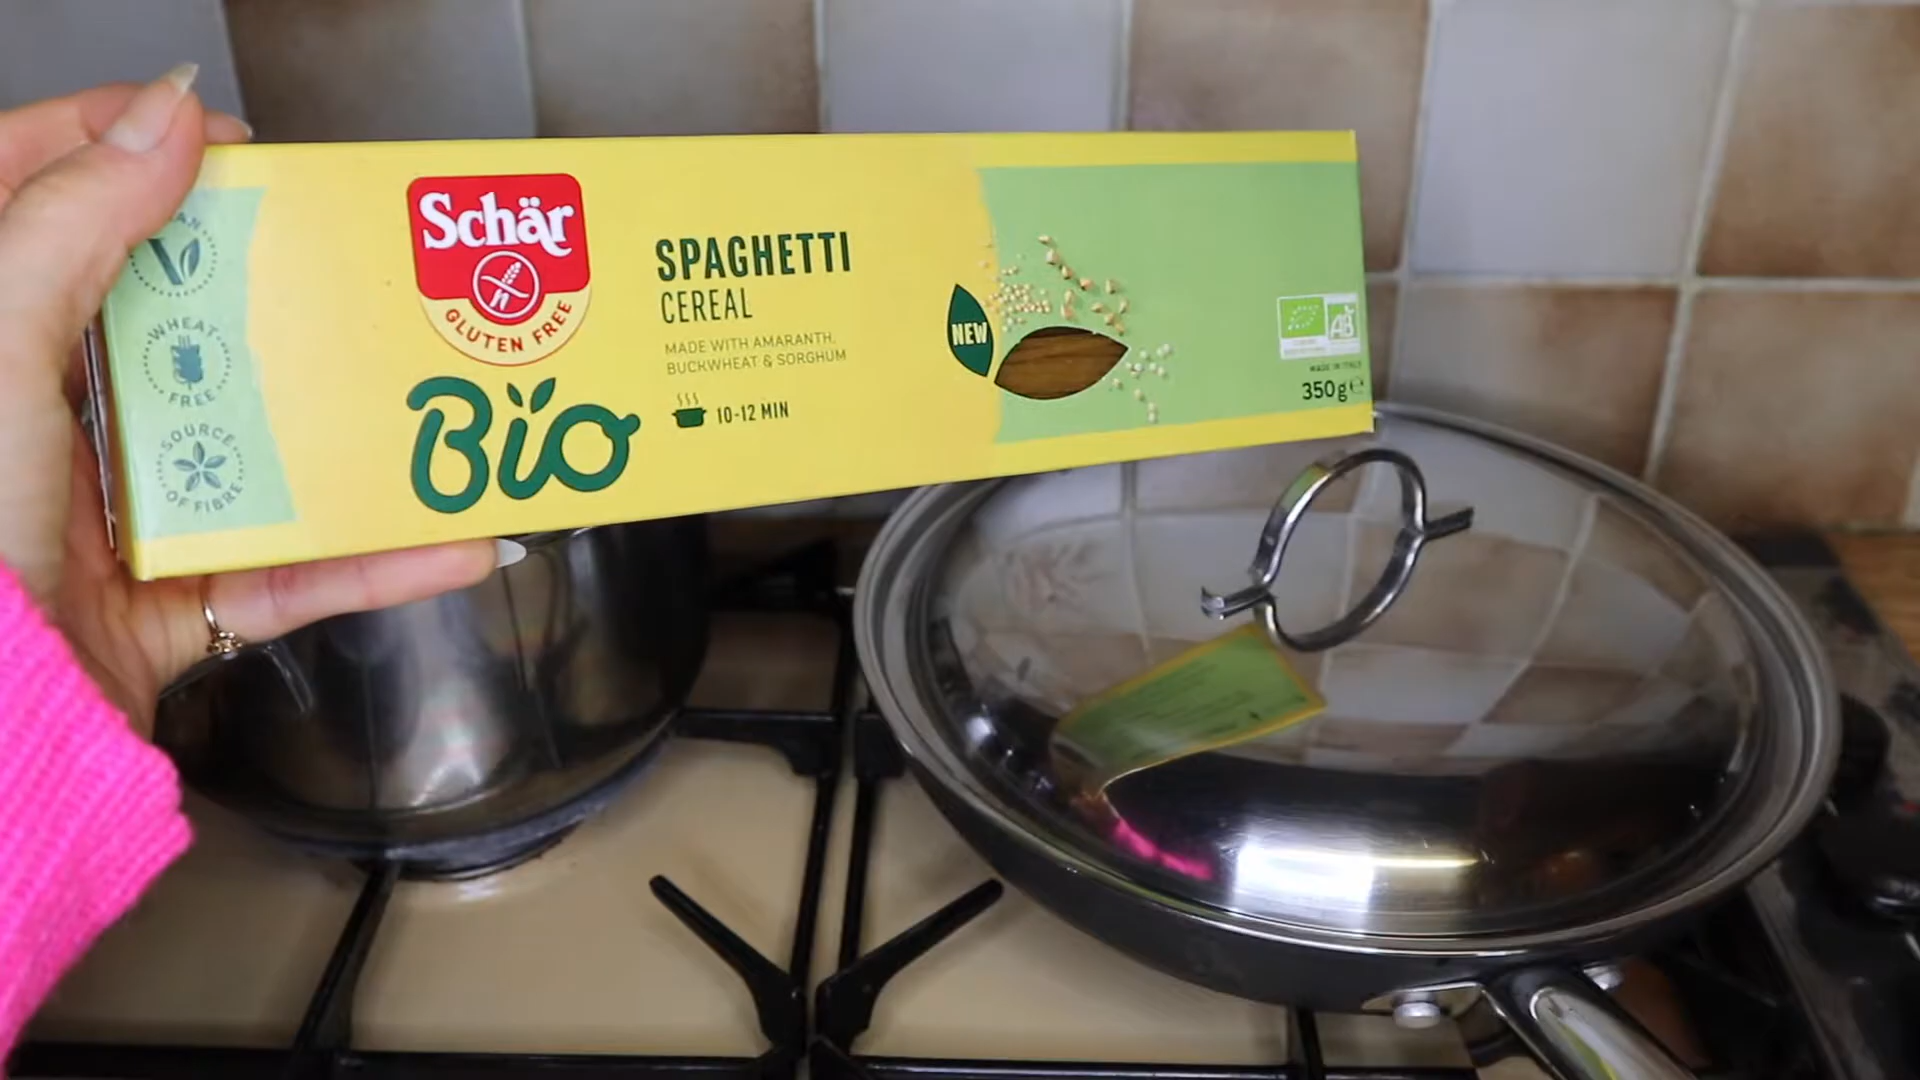 WHEAT
FREE
SOURCE
OF FIBRE
Schär
GLUTEN FREE
Bio
SPAGHETTI
CEREAL
MADE WITH AMARANTH,
BUCKWHEAT & SORGHUM
10-12 MIN
NEW
AB
MADE IN ITALY
350g e